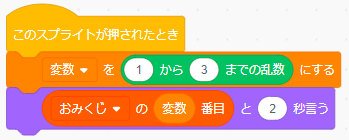 このスプライトが押されたとき
変数 を 1 から 3 までの乱数 にする
おみくじ の 変数 番目 と 2 秒言う